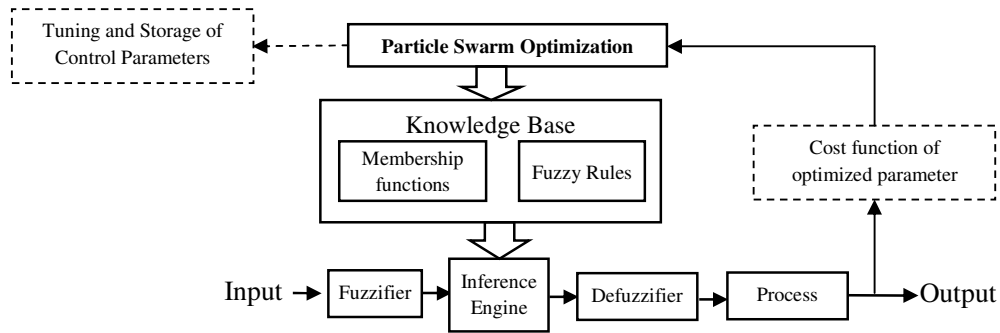 Tuning and Storage of
Control Parameters
Particle Swarm Optimization
Knowledge Base
Membership
functions
Fuzzy Rules
Cost function of
optimized parameter
Input
Fuzzifier
Inference
Engine
Defuzzifier
Process
Output